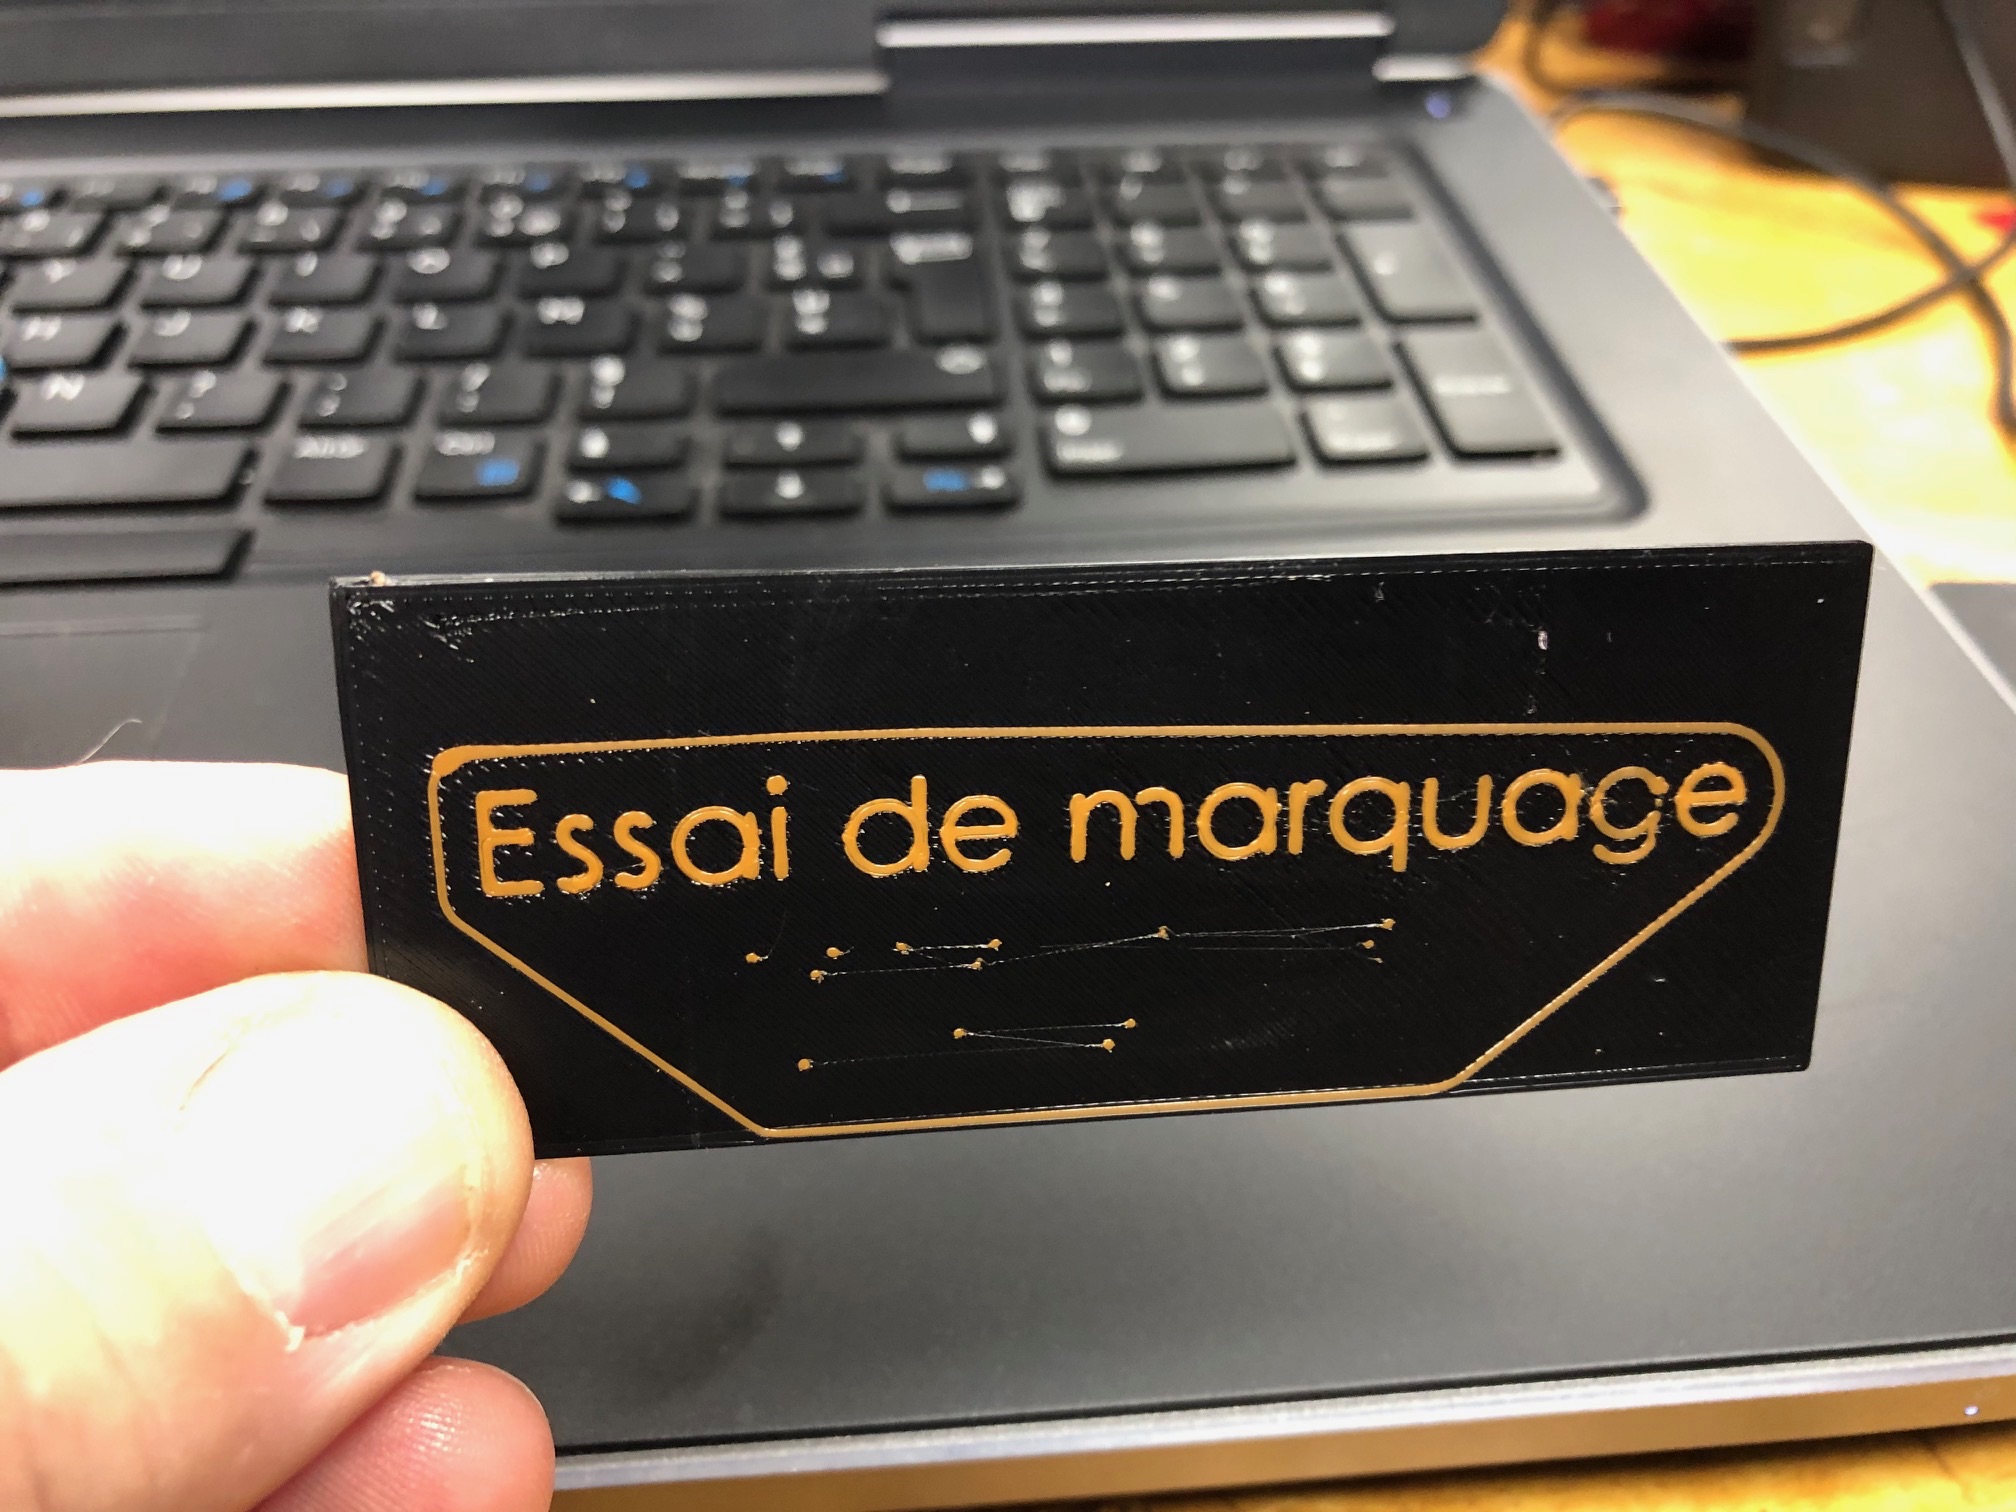 Essai de marquage